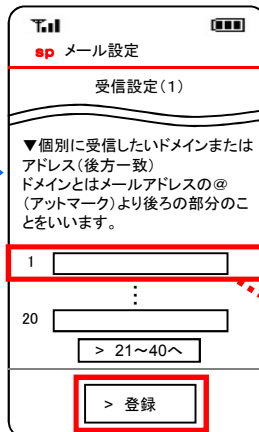 sp メール設定
受信設定（1）
▼個別に受信したいドメインまたは
アドレス（後方一致）
ドメインとはメールアドレスの＠
（アットマーク）より後ろの部分のこ
とをいいます。
1
⋮
20
> 21～40へ
> 登録